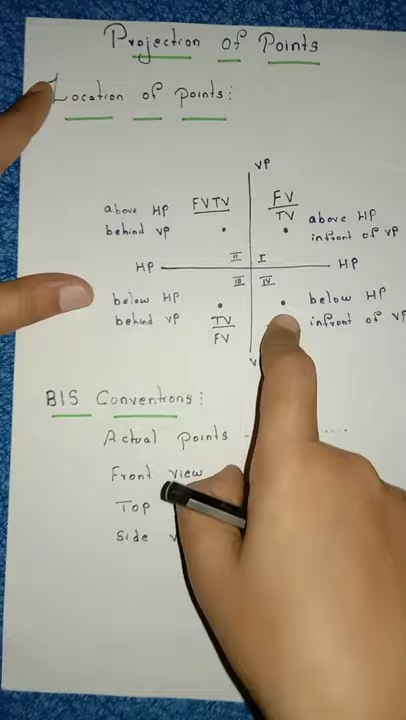 Projection of Points
Location of points:
VP
above HP FVTV FV
TV above HP
behind VP infront of VP
II I
HP HP
III IV
below HP below HP
behind VP TV infront of VP
FV
V
BIS Conventions:
Actual points - ....
Front view
Top
Side v